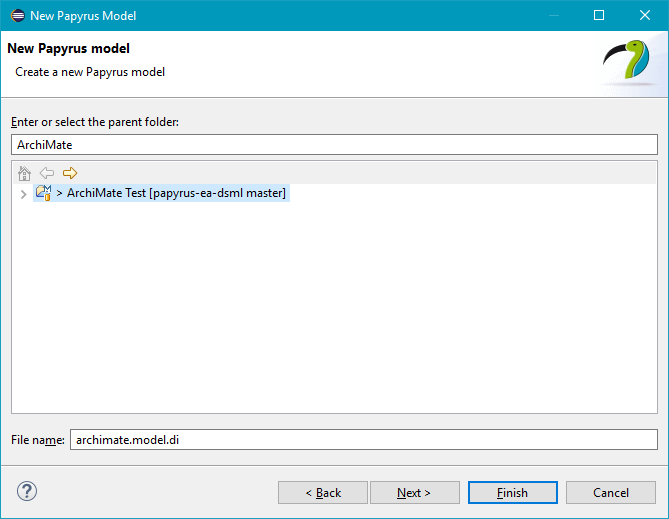 New Papyrus Model
New Papyrus model
Create a new Papyrus model
Enter or select the parent folder:
ArchiMate
> ArchiMate Test [papyrus-ea-dsml master]
File name: archimate.model.di
?
< Back
Next >
Finish
Cancel